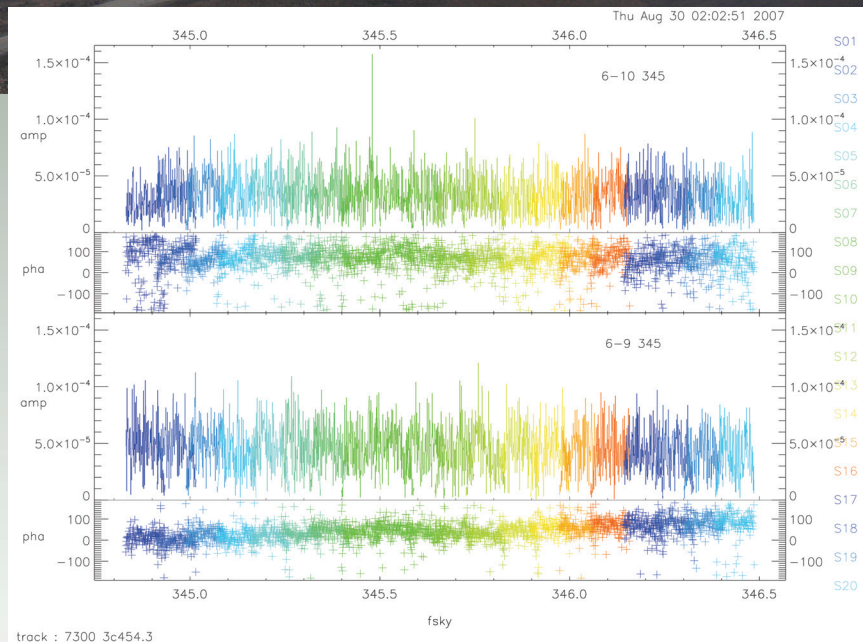 Thu Aug 30 02:02:51 2007
345.0 345.5 346.0 346.5
1.5×10⁻⁴ 1.5×10⁻⁴
6-10 345
1.0×10⁻⁴ 1.0×10⁻⁴
amp
5.0×10⁻⁵ 5.0×10⁻⁵
0 0
100 100
pha
0 0
-100 -100
1.5×10⁻⁴ 1.5×10⁻⁴
6-9 345
1.0×10⁻⁴ 1.0×10⁻⁴
amp
5.0×10⁻⁵ 5.0×10⁻⁵
0 0
100 100
pha
-100 -100
345.0 345.5 346.0 346.5
fsky
track : 7300 3c454.3
S01
S02
S03
S04
S05
S06
S07
S08
S09
S10
S11
S12
S13
S14
S15
S16
S17
S18
S19
S20